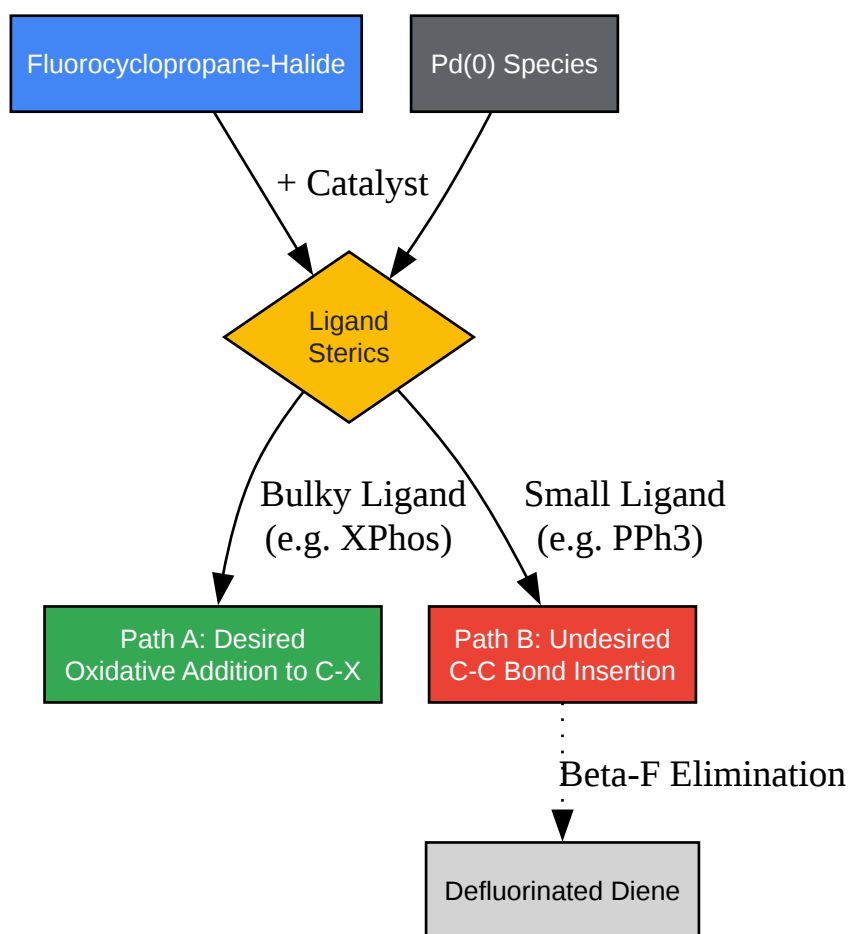 Fluorocyclopropane-Halide
Pd(0) Species
+ Catalyst
Ligand
Sterics
Bulky Ligand
(e.g. XPhos)
Small Ligand
(e.g. PPh3)
Path A: Desired
Oxidative Addition to C-X
Path B: Undesired
C-C Bond Insertion
Beta-F Elimination
Defluorinated Diene